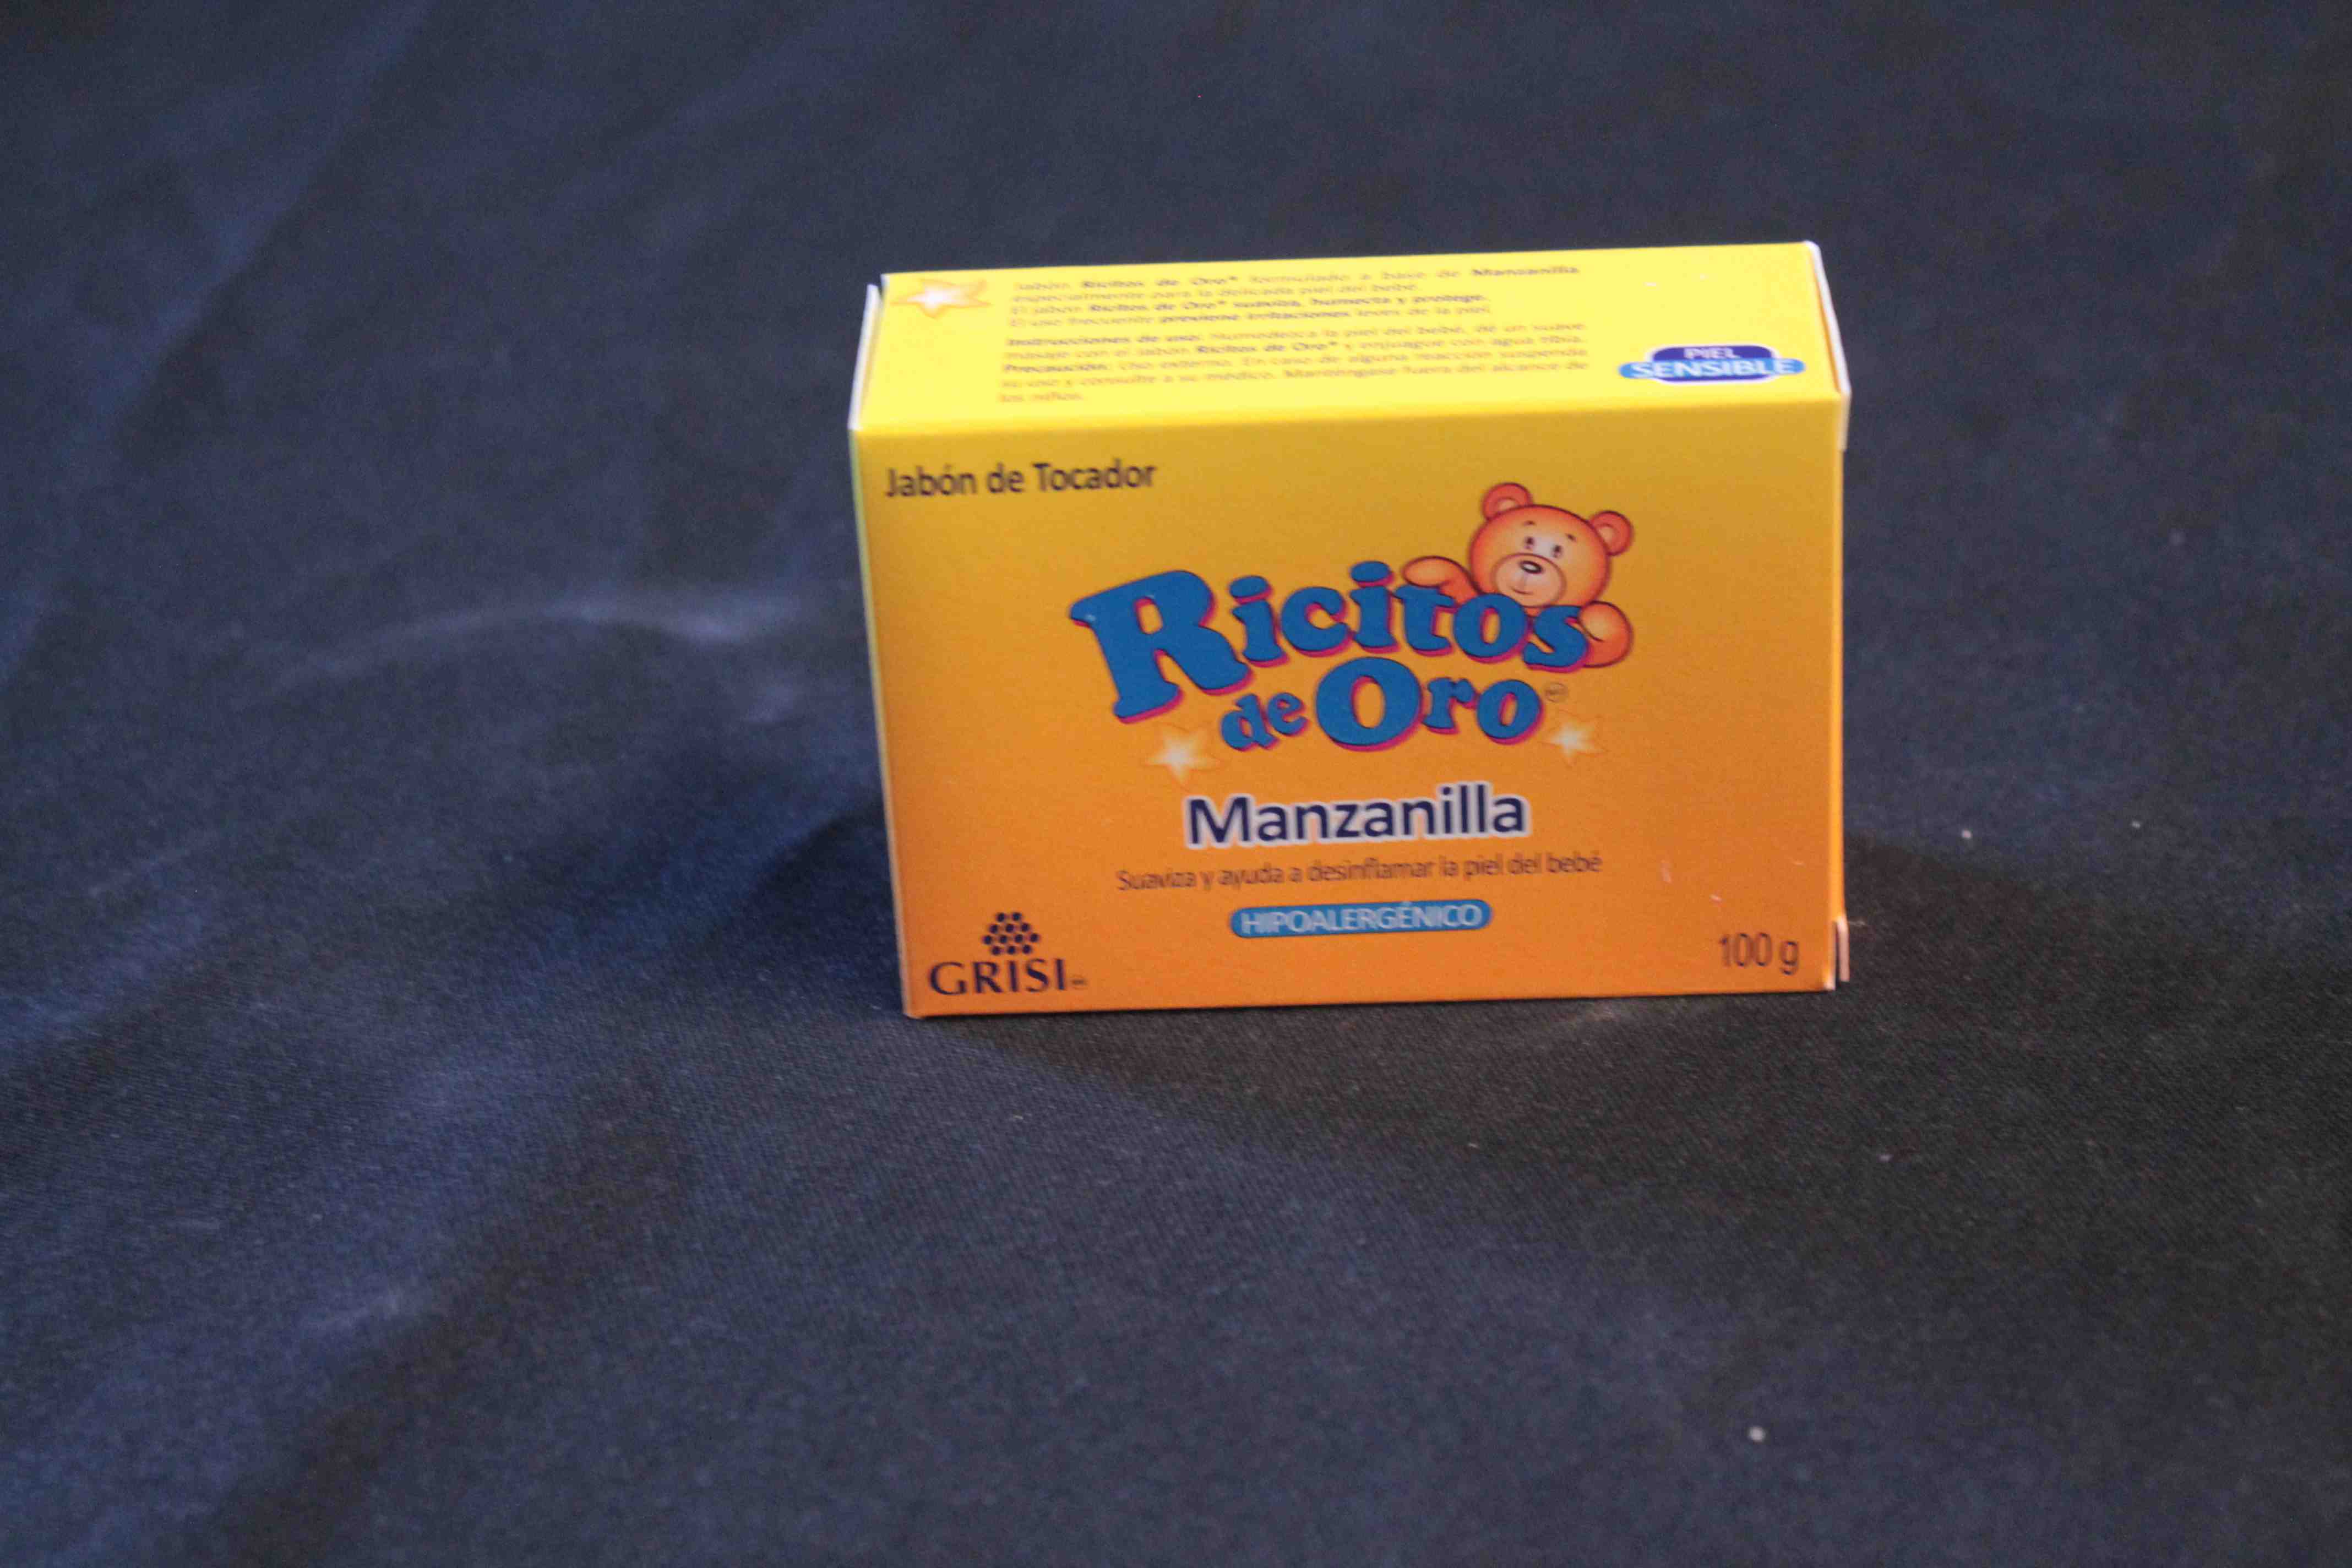 Jabón Ricitos de Oro® formulado a base de Manzanilla
especialmente para la delicada piel del bebé.
El jabón Ricitos de Oro® suaviza, humecta y protege.
El uso frecuente previene irritaciones leves de la piel.
Instrucciones de uso: Humedezca la piel del bebé, dé un suave
masaje con el jabón Ricitos de Oro® y enjuague con agua tibia.
Precaución: Uso externo. En caso de alguna reacción suspenda
su uso y consulte a su médico. Manténgase fuera del alcance de
los niños.
PIEL
SENSIBLE
Jabón de Tocador
Ricitos
de Oro
Manzanilla
Suaviza y ayuda a desinflamar la piel del bebé
HIPOALERGÉNICO
GRISI
100 g